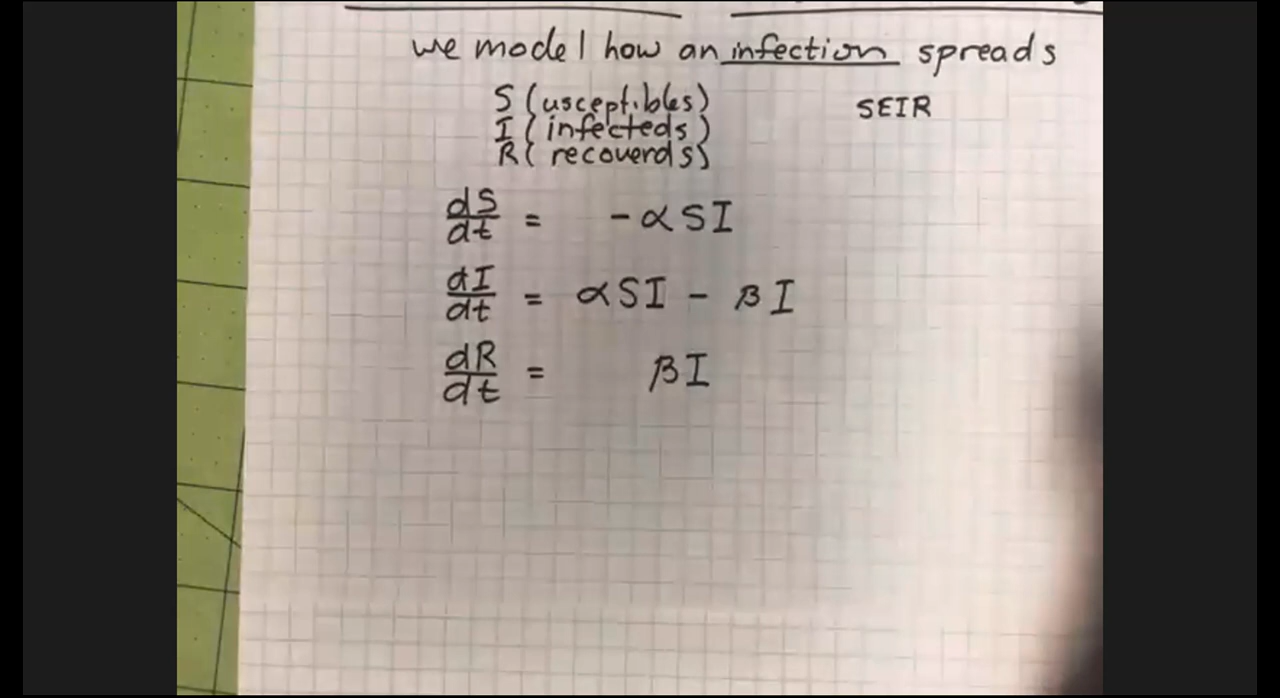 we model how an infection spreads
S (usceptibles)
SEIR
I (infecteds)
R( recoverds)
dS/dt = -αSI
dI/dt = αSI - βI
dR/dt = βI